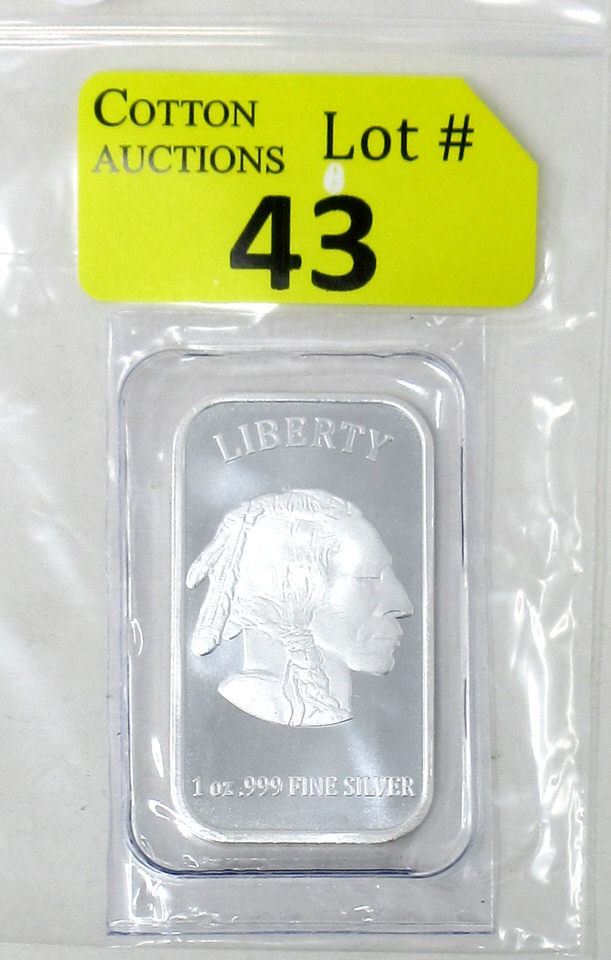 COTTON
AUCTIONS
Lot #
43
LIBERTY
1 oz .999 FINE SILVER